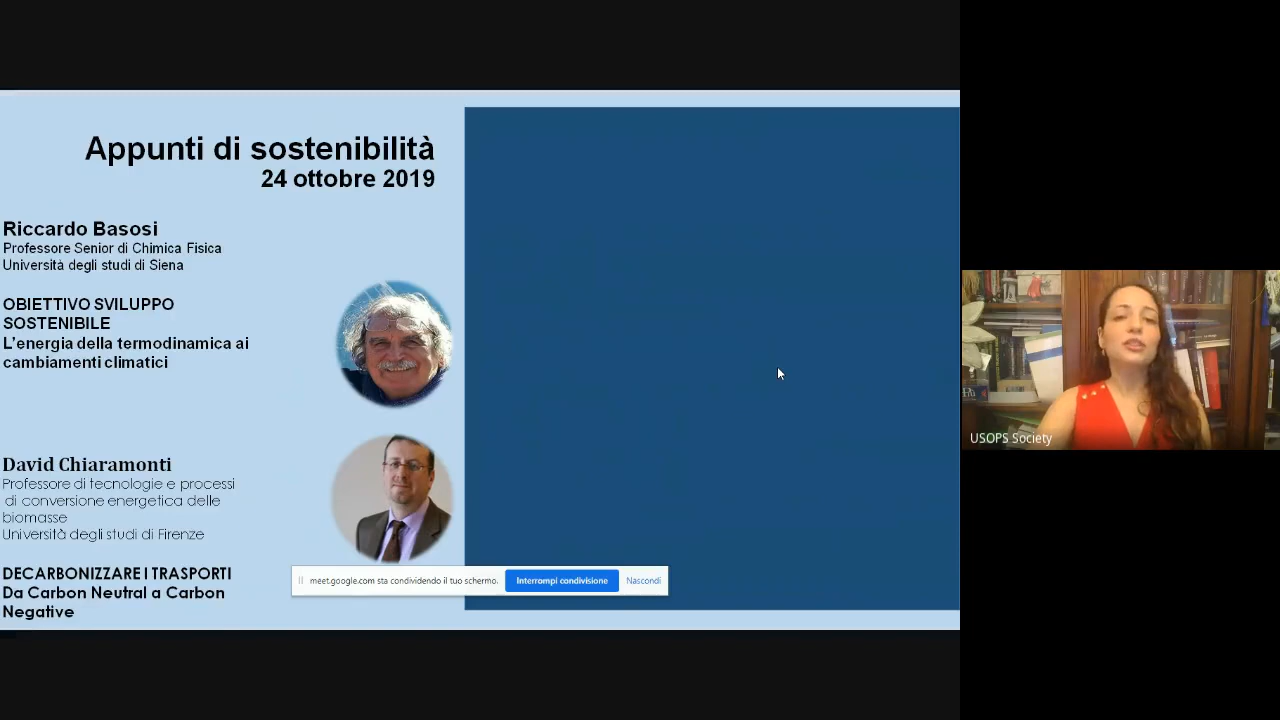 Appunti di sostenibilità
24 ottobre 2019
Riccardo Basosi
Professore Senior di Chimica Fisica
Università degli studi di Siena
OBIETTIVO SVILUPPO
SOSTENIBILE
L'energia della termodinamica ai
cambiamenti climatici
David Chiaramonti
Professore di tecnologie e processi
di conversione energetica delle
biomasse
Università degli studi di Firenze
DECARBONIZZARE I TRASPORTI
Da Carbon Neutral a Carbon
Negative
meet.google.com sta condividendo il tuo schermo.
Interrompi condivisione
Nascondi
USOPS Society